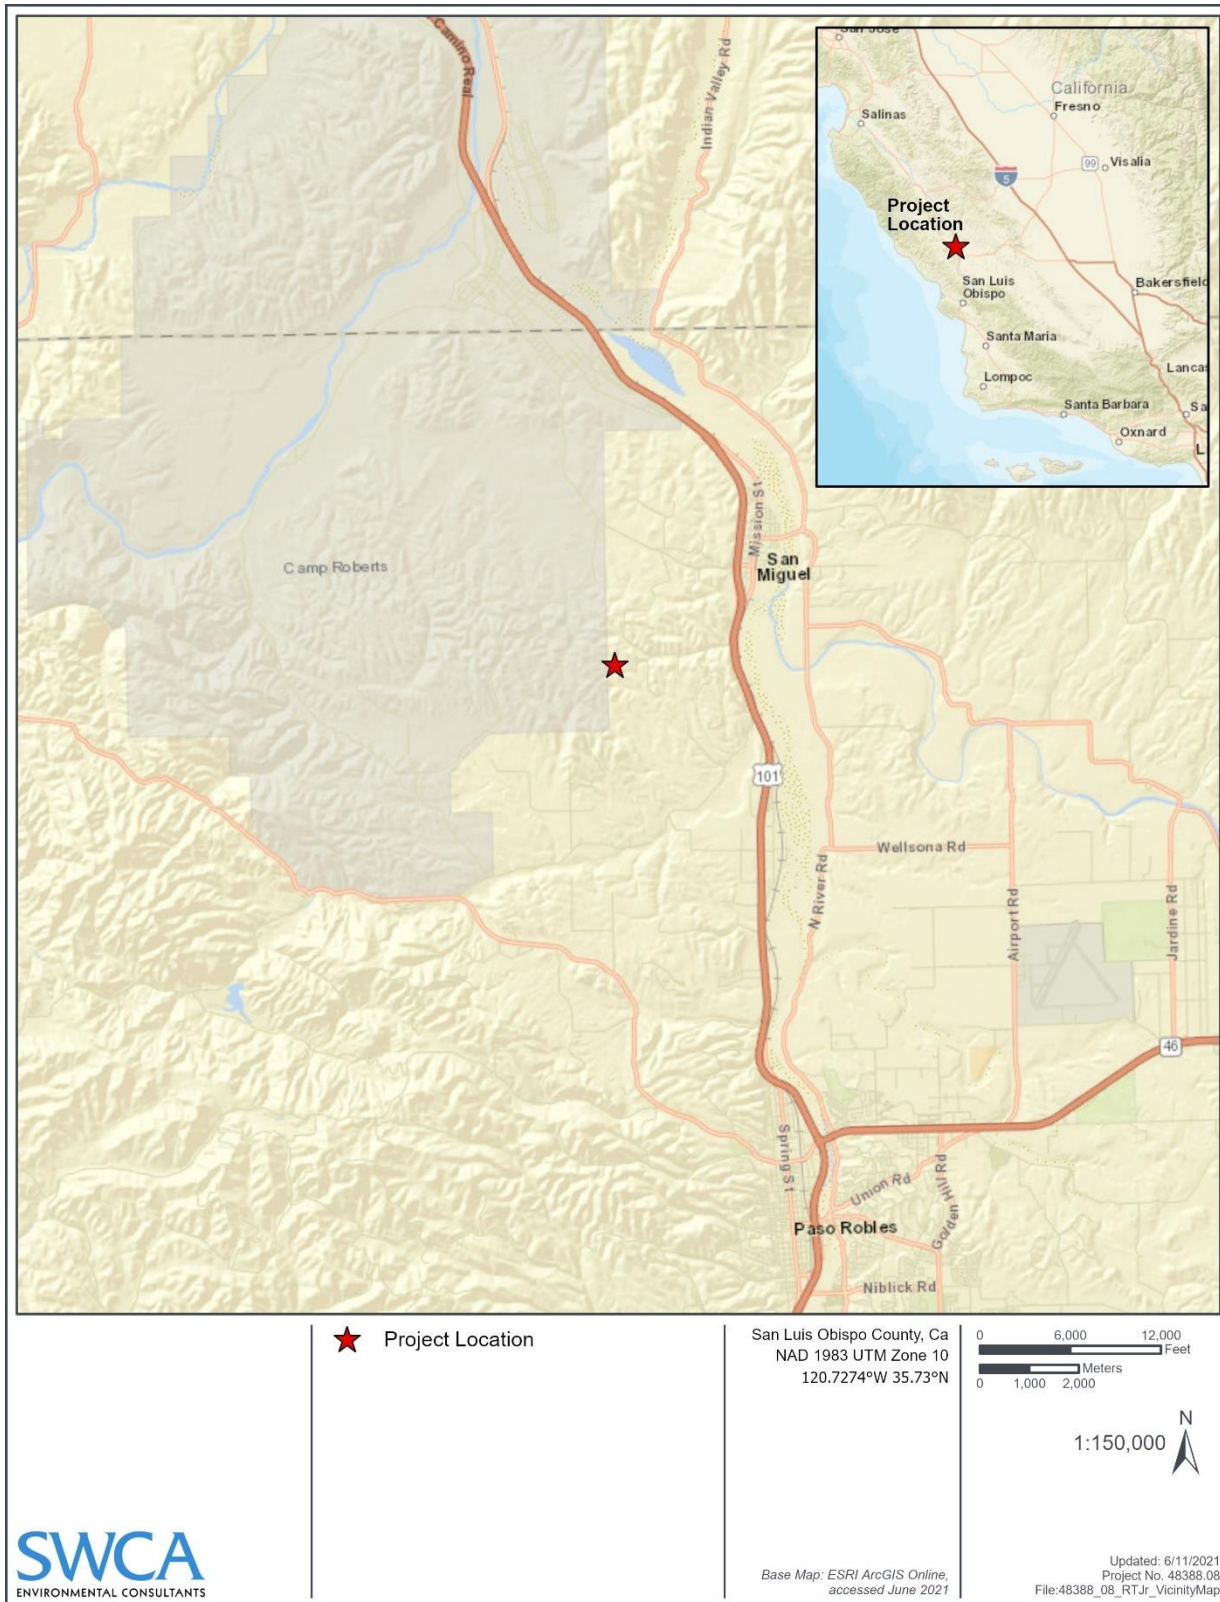 Camino Real
Indian Valley Rd
San Jose
California
Fresno
Salinas
99
Visalia
5
Project
Location
San Luis
Obispo
Bakersfield
Santa Maria
Lompoc
Santa Barbara
Oxnard
Mission St
San
Miguel
Camp Roberts
101
Wellsona Rd
N River Rd
Airport Rd
Jardine Rd
46
Spring St
Union Rd
Golden Hill Rd
Paso Robles
Niblick Rd
Project Location
San Luis Obispo County, Ca
NAD 1983 UTM Zone 10
120.7274°W 35.73°N
0 6,000 12,000
Feet
Meters
0 1,000 2,000
N
1:150,000
SWCA
ENVIRONMENTAL CONSULTANTS
Base Map: ESRI ArcGIS Online,
accessed June 2021
Updated: 6/11/2021
Project No. 48388.08
File:48388_08_RTJr_VicinityMap